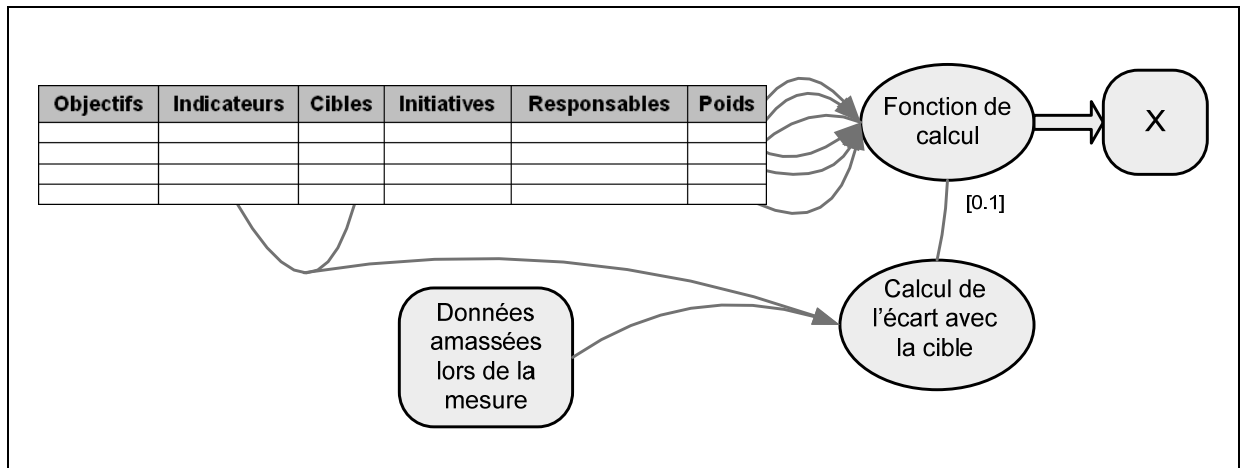 Objectifs Indicateurs Cibles Initiatives Responsables Poids
Fonction de
calcul
X
[0.1]
Données
amassées
lors de la
mesure
Calcul de
l'écart avec
la cible